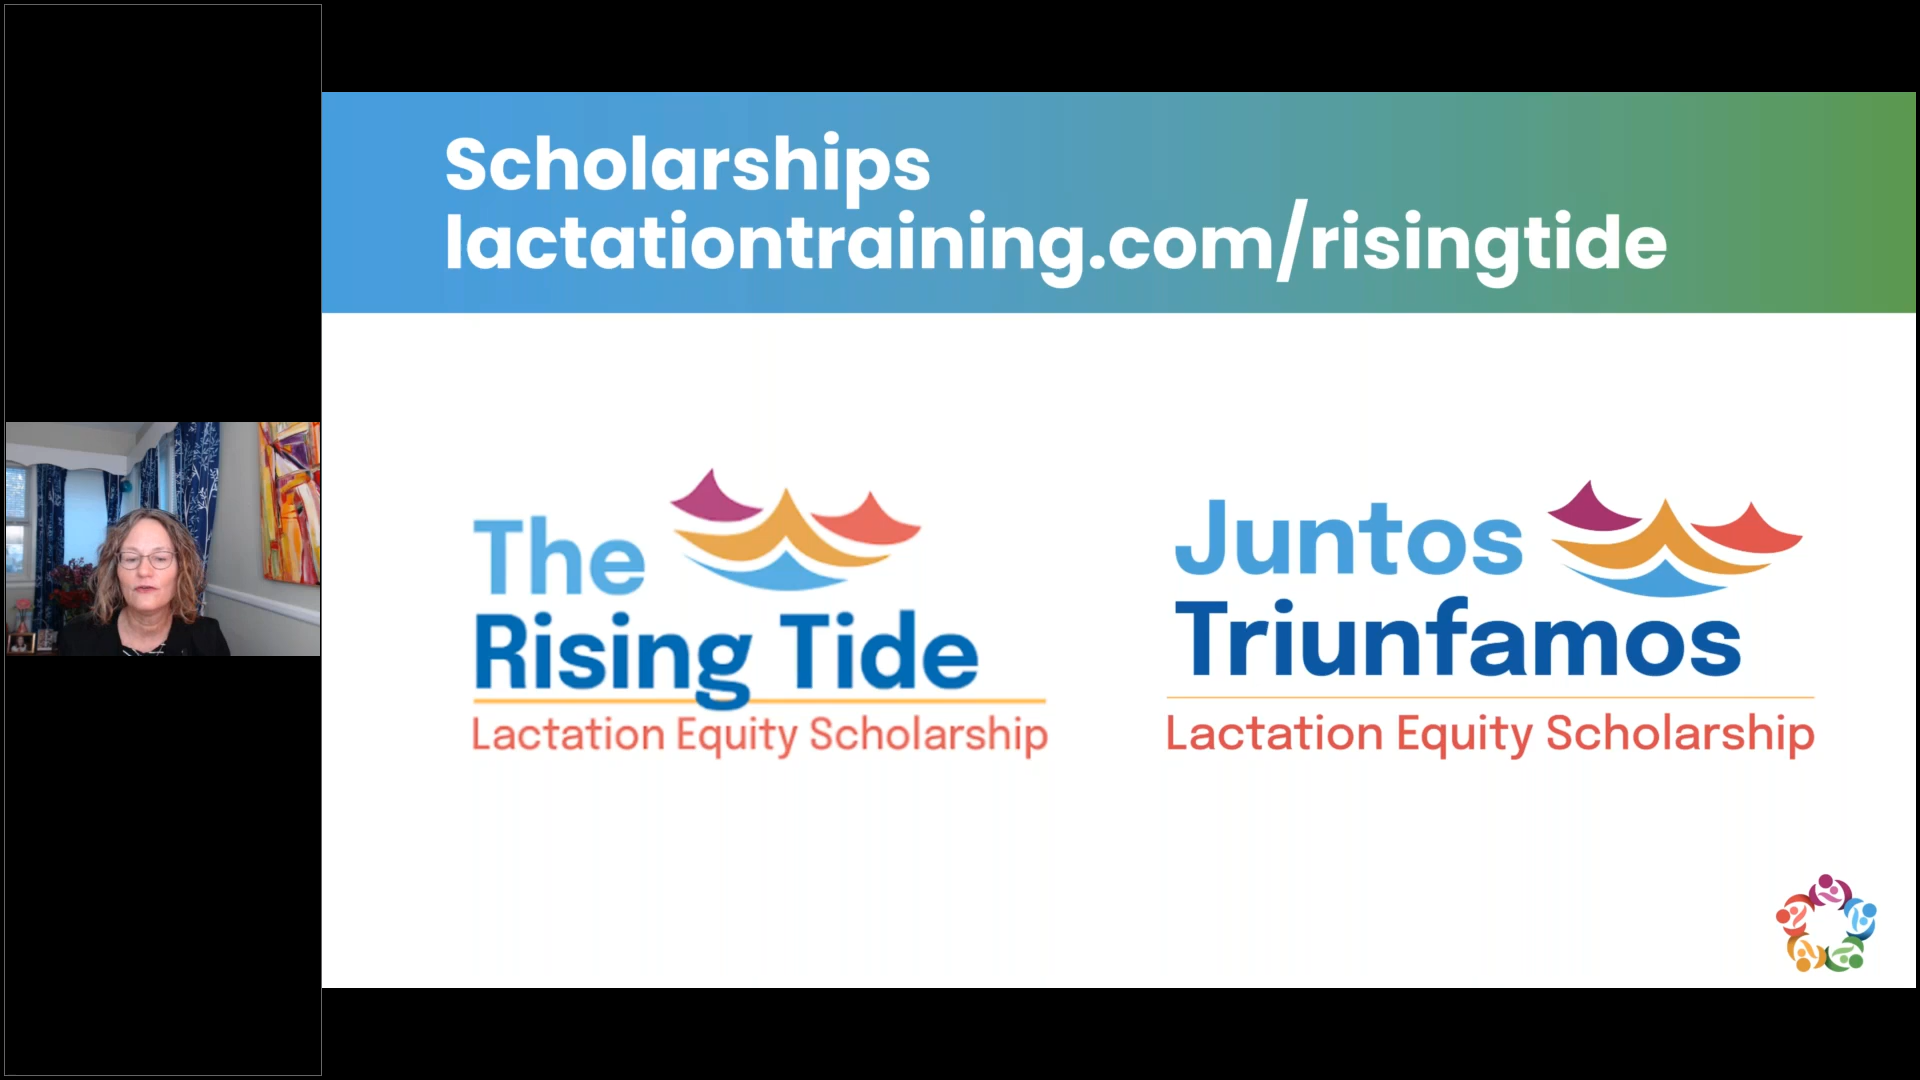 Scholarships
lactationtraining.com/risingtide
The
Rising Tide
Lactation Equity Scholarship
Juntos
Triunfamos
Lactation Equity Scholarship